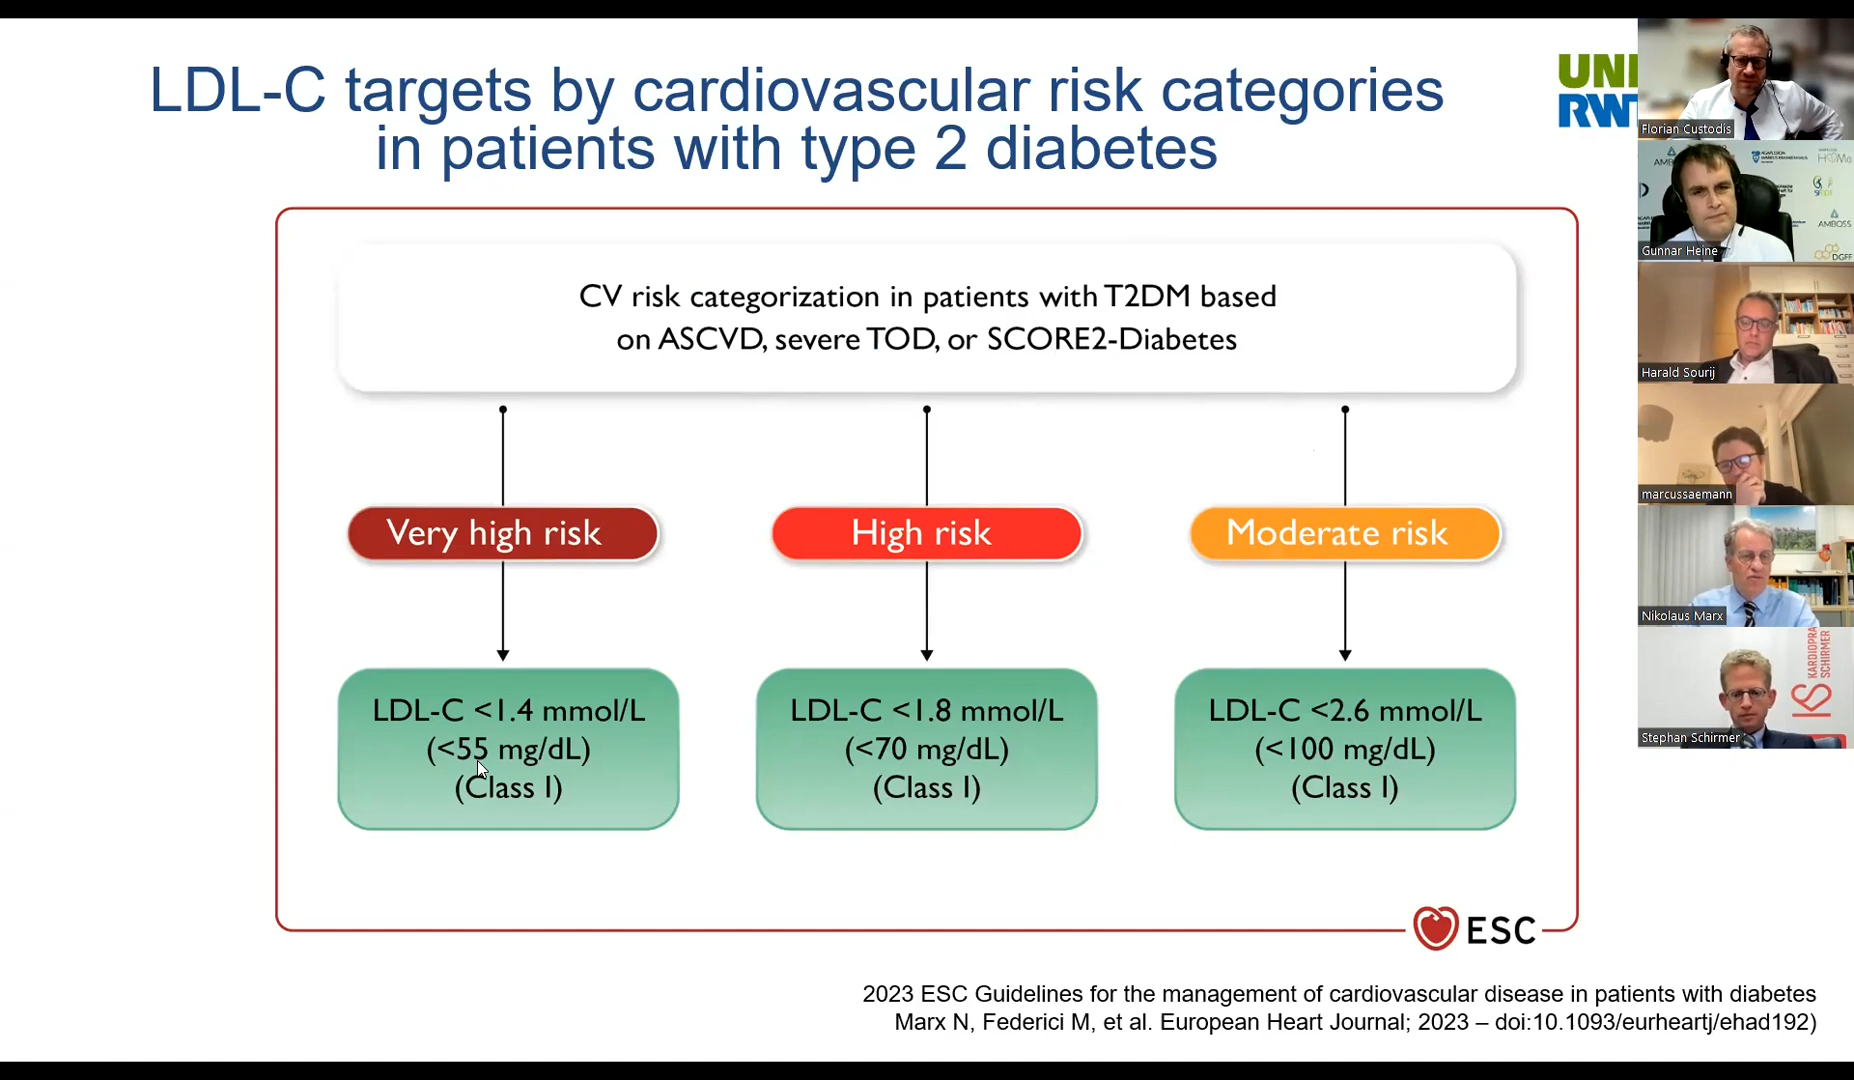 LDL-C targets by cardiovascular risk categories
in patients with type 2 diabetes
UNI
RWT
CV risk categorization in patients with T2DM based
on ASCVD, severe TOD, or SCORE2-Diabetes
Very high risk
High risk
Moderate risk
LDL-C <1.4 mmol/L
(<55 mg/dL)
(Class I)
LDL-C <1.8 mmol/L
(<70 mg/dL)
(Class I)
LDL-C <2.6 mmol/L
(<100 mg/dL)
(Class I)
ESC
2023 ESC Guidelines for the management of cardiovascular disease in patients with diabetes
Marx N, Federici M, et al. European Heart Journal; 2023 – doi:10.1093/eurheartj/ehad192)
Florian Custodis
AMBOSS
DGFF
Gunnar Heine
Harald Sourij
marcussaemann
Nikolaus Marx
KARDIOPRA
SCHIRMER
Stephan Schirmer